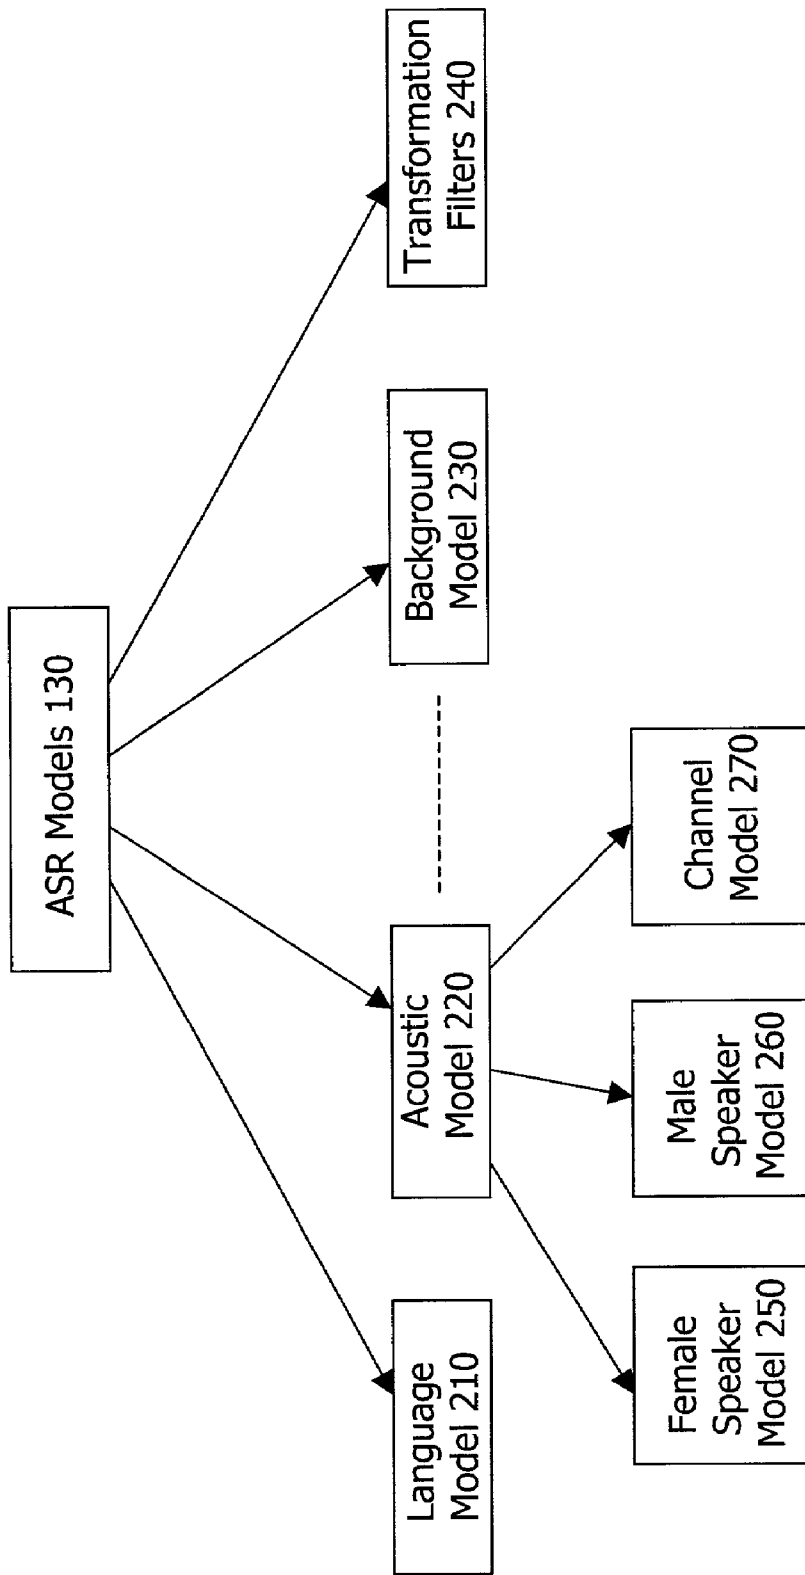 ASR Models 130
Language
Model 210
Acoustic
Model 220
Background
Model 230
Transformation
Filters 240
Female
Speaker
Model 250
Male
Speaker
Model 260
Channel
Model 270